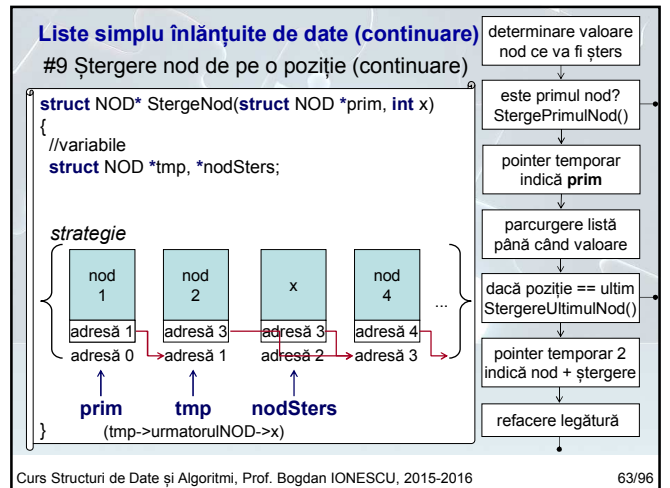 Liste simplu înlănțuite de date (continuare)
#9 Ștergere nod de pe o poziție (continuare)
struct NOD* StergeNod(struct NOD *prim, int x)
{
//variabile
struct NOD *tmp, *nodSters;
strategie
nod
1
nod
2
x
nod
4
...
adresă 1
adresă 3
adresă 3
adresă 4
adresă 0
adresă 1
adresă 2
adresă 3
prim
tmp
nodSters
(tmp->urmatorulNOD->x)
}
determinare valoare
nod ce va fi șters
este primul nod?
StergePrimulNod()
pointer temporar
indică prim
parcurgere listă
până când valoare
dacă poziție == ultim
StergereUltimulNod()
pointer temporar 2
indică nod + ștergere
refacere legătură
Curs Structuri de Date și Algoritmi, Prof. Bogdan IONESCU, 2015-2016
63/96